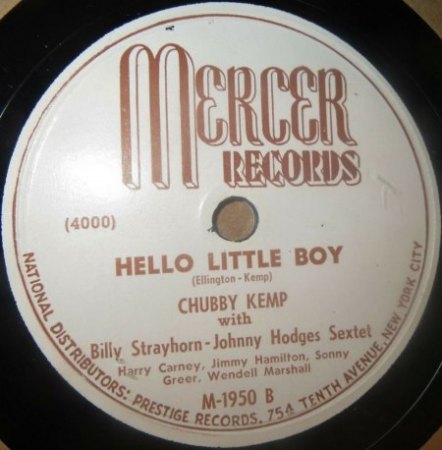 MERCER
RECORDS
(4000)
HELLO LITTLE BOY
(Ellington - Kemp)
CHUBBY KEMP
with
Billy Strayhorn - Johnny Hodges Sextet
Harry Carney, Jimmy Hamilton, Sonny
Greer, Wendell Marshall
M-1950 B
NATIONAL DISTRIBUTORS: PRESTIGE RECORDS, 754 TENTH AVENUE, NEW YORK CITY